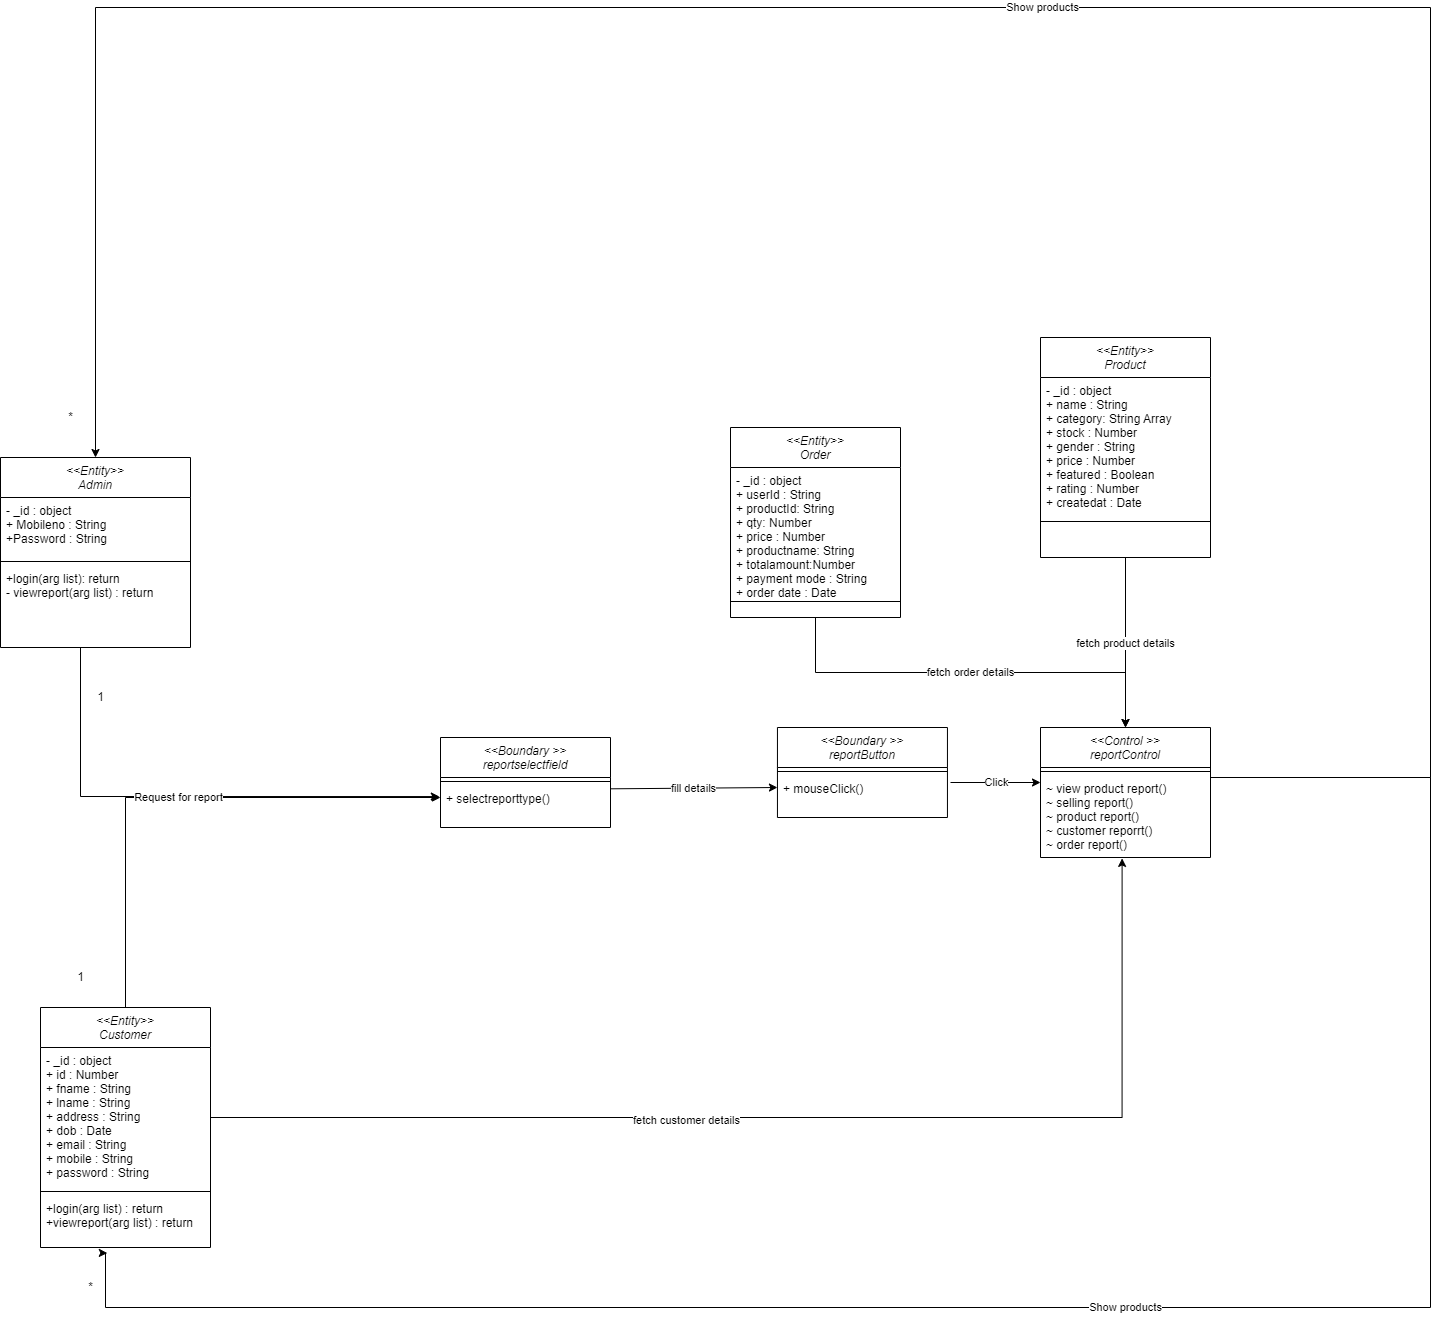 Show products
<<Entity>>
Product
- _id : object
+ name : String
+ category: String Array
+ stock : Number
+ gender : String
+ price : Number
+ featured : Boolean
+ rating : Number
+ createdat : Date
*
<<Entity>>
Order
- _id : object
+ userId : String
+ productId: String
+ qty: Number
+ price : Number
+ productname: String
+ totalamount:Number
+ payment mode : String
+ order date : Date
<<Entity>>
Admin
- _id : object
+ Mobileno : String
+Password : String
+login(arg list): return
- viewreport(arg list) : return
fetch product details
fetch order details
1
Request for report
<<Boundary >>
reportselectfield
+ selectreporttype()
fill details
<<Boundary >>
reportButton
+ mouseClick()
Click
<<Control >>
reportControl
~ view product report()
~ selling report()
~ product report()
~ customer reporrt()
~ order report()
1
<<Entity>>
Customer
- _id : object
+ id : Number
+ fname : String
+ lname : String
+ address : String
+ dob : Date
+ email : String
+ mobile : String
+ password : String
+login(arg list) : return
+viewreport(arg list) : return
fetch customer details
*
Show products